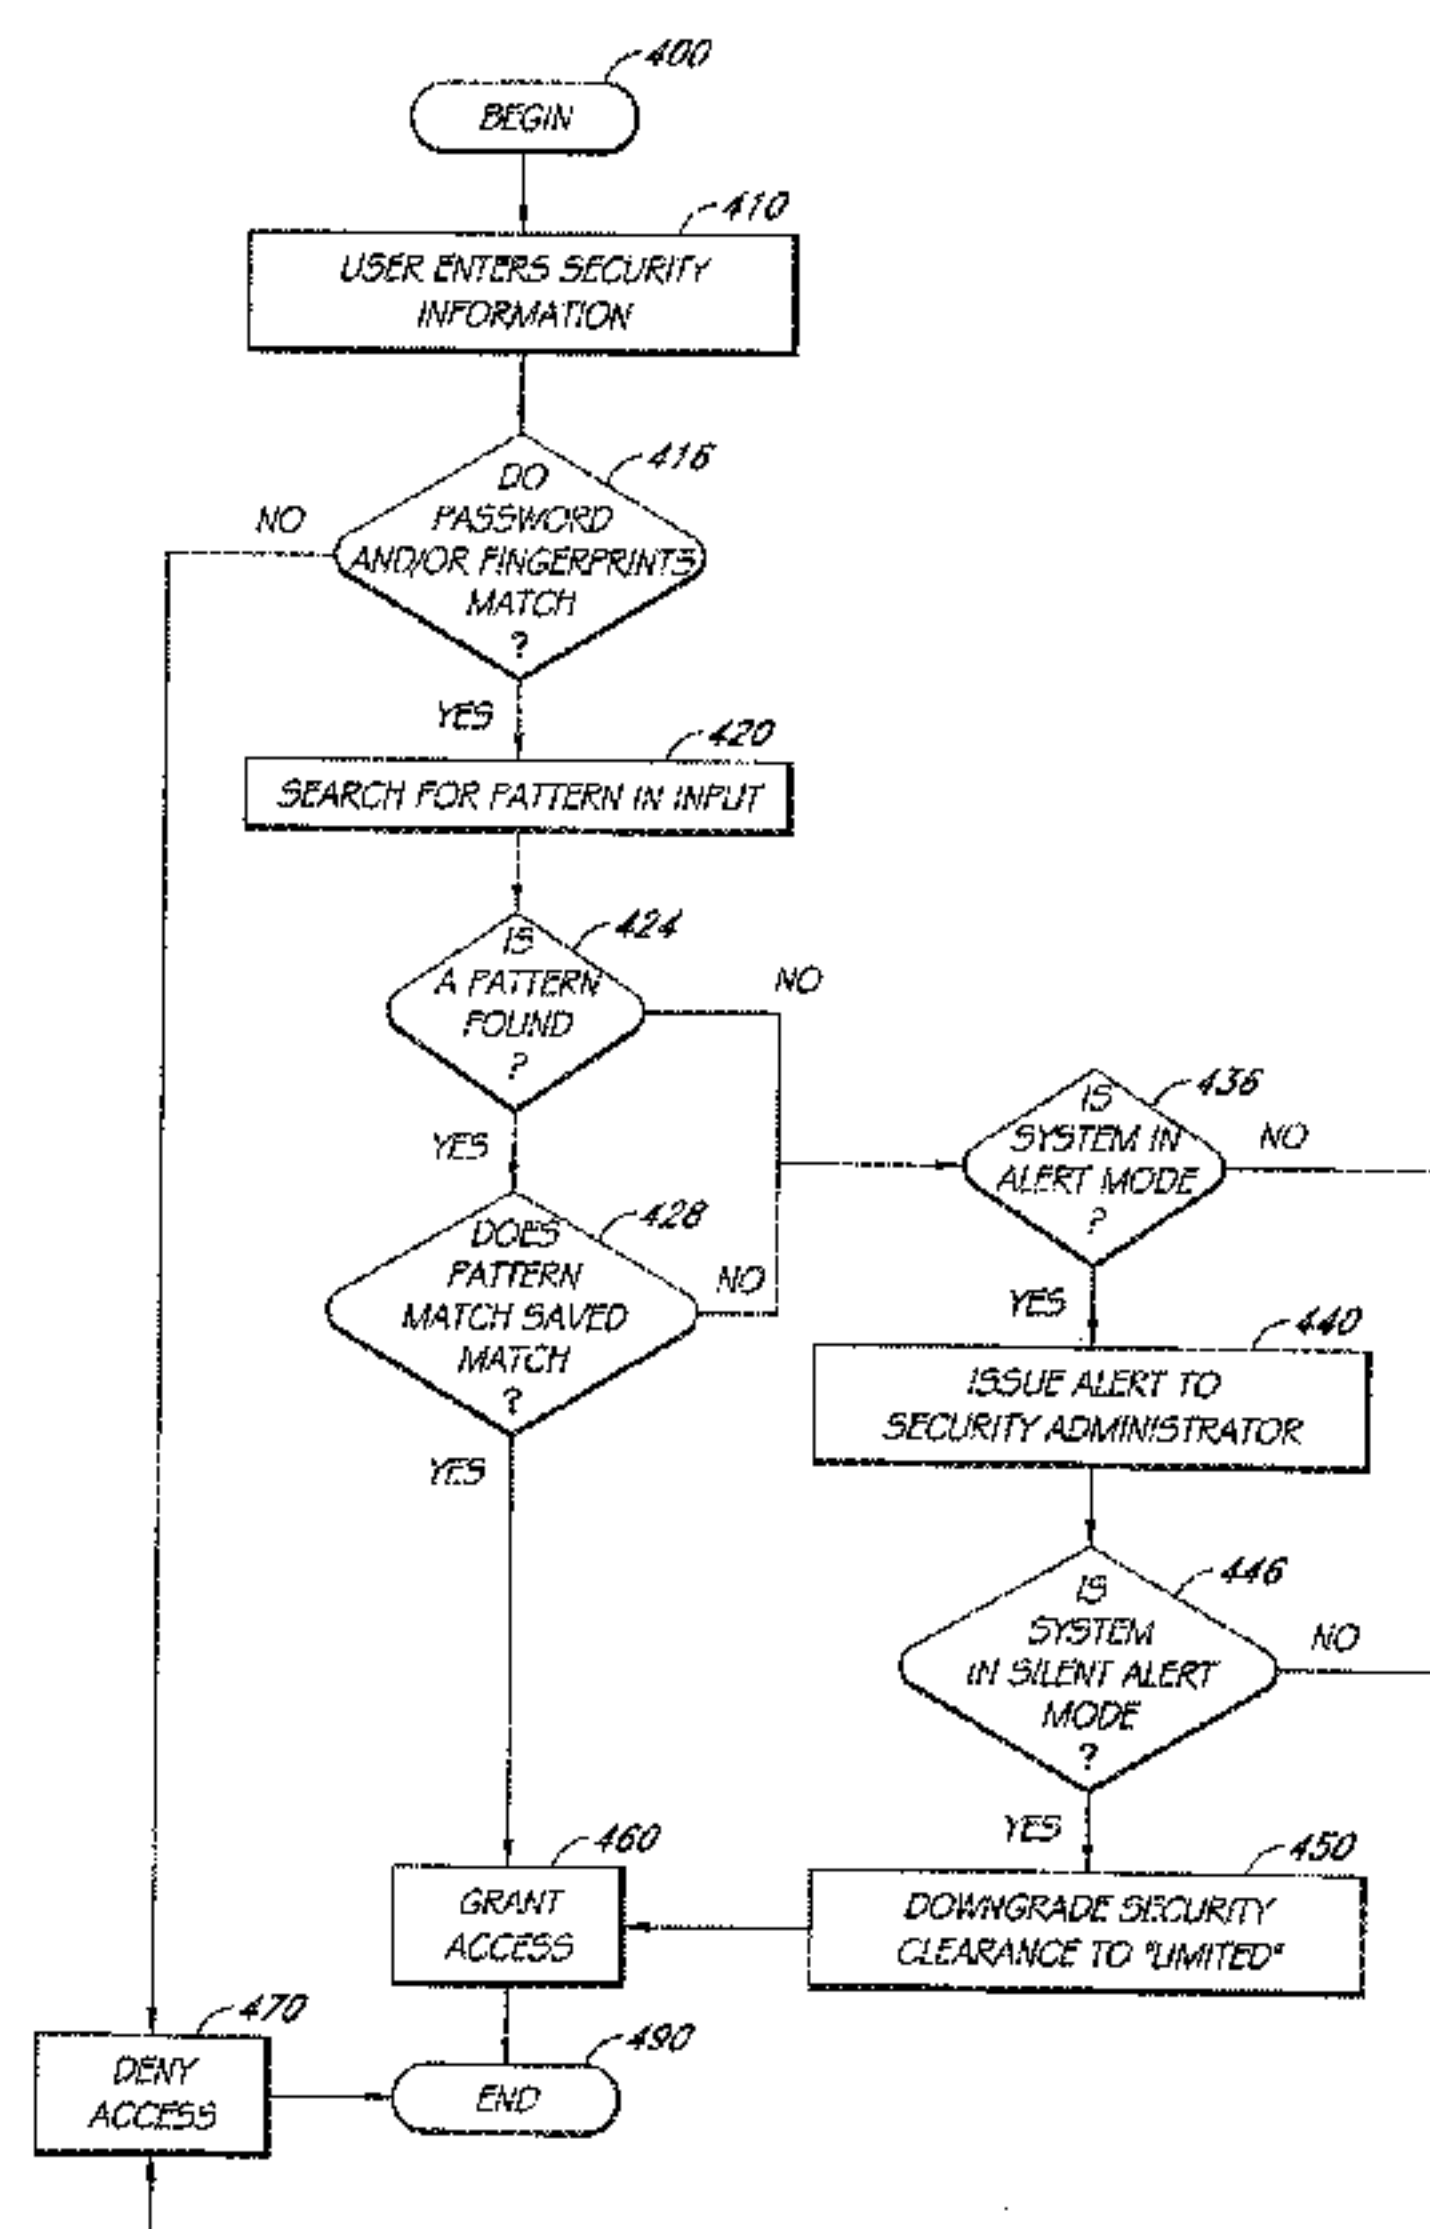 400
BEGIN
410
USER ENTERS SECURITY
INFORMATION
416
DO
PASSWORD
AND/OR FINGERPRINTS
MATCH
?
NO
YES
420
SEARCH FOR PATTERN IN INPUT
424
IS
A PATTERN
FOUND
?
NO
YES
428
DOES
PATTERN
MATCH SAVED
MATCH
?
NO
YES
436
IS
SYSTEM IN
ALERT MODE
?
NO
YES
440
ISSUE ALERT TO
SECURITY ADMINISTRATOR
446
IS
SYSTEM
IN SILENT ALERT
MODE
?
NO
YES
450
DOWNGRADE SECURITY
CLEARANCE TO "LIMITED"
460
GRANT
ACCESS
470
DENY
ACCESS
490
END